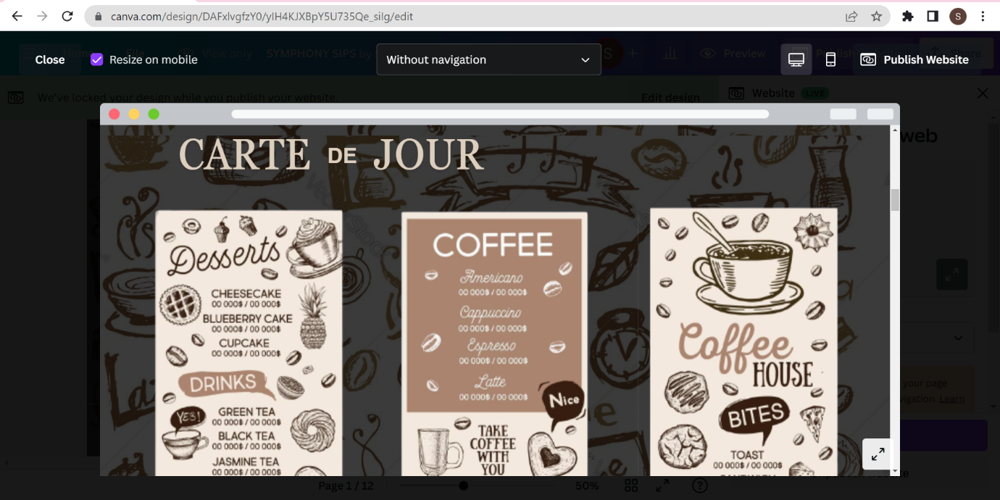 canva.com/design/DAFxlvgfzY0/yIH4KJXBpY5U735Qe_silg/edit
S
Close
Resize on mobile
Without navigation
Publish Website
View only
SYMPHONY SIPS by
S
Preview
We've locked your design while you publish your website.
Edit design
Website LIVE
web
CARTE DE JOUR
Desserts
CHEESECAKE
00 000$ / 00 000$
BLUEBERRY CAKE
00 000$ / 00 000$
CUPCAKE
00 000$ / 00 000$
DRINKS
YES!
GREEN TEA
00 000$ / 00 000$
BLACK TEA
00 000$ / 00 000$
JASMINE TEA
COFFEE
Americano
00 000$ / 00 000$
Cappuccino
00 000$ / 00 000$
Espresso
00 000$ / 00 000$
Latte
00 000$ / 00 000$
Nice
TAKE
COFFEE
WITH
YOU
Coffee
HOUSE
BITES
TOAST
00 000$ / 00 000$
your page
Learn
Page 1 / 12
50%